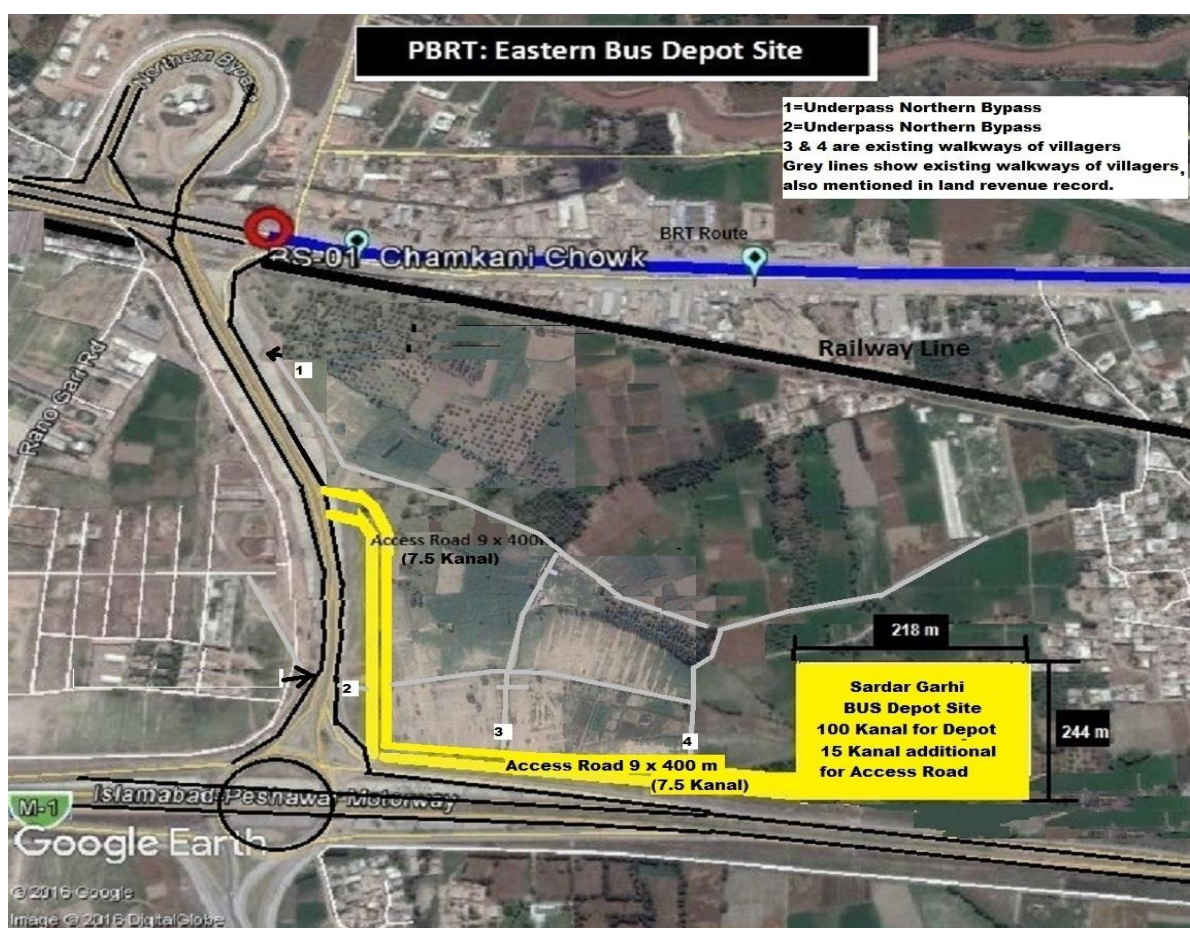 PBRT: Eastern Bus Depot Site
Northern Bypa
1=Underpass Northern Bypass
2=Underpass Northern Bypass
3 & 4 are existing walkways of villagers
Grey lines show existing walkways of villagers,
also mentioned in land revenue record.
BRT Route
BS-01 Chamkani Chowk
Railway Line
Rano Gari Rd
1
Access Road 9 x 400m
(7.5 Kanal)
218 m
2
3
4
Sardar Garhi
BUS Depot Site
100 Kanal for Depot
15 Kanal additional
for Access Road
244 m
Access Road 9 x 400 m
(7.5 Kanal)
M-1
Islamabad-Peshawar Motorway
Google Earth
© 2016 Google
Image © 2016 DigitalGlobe